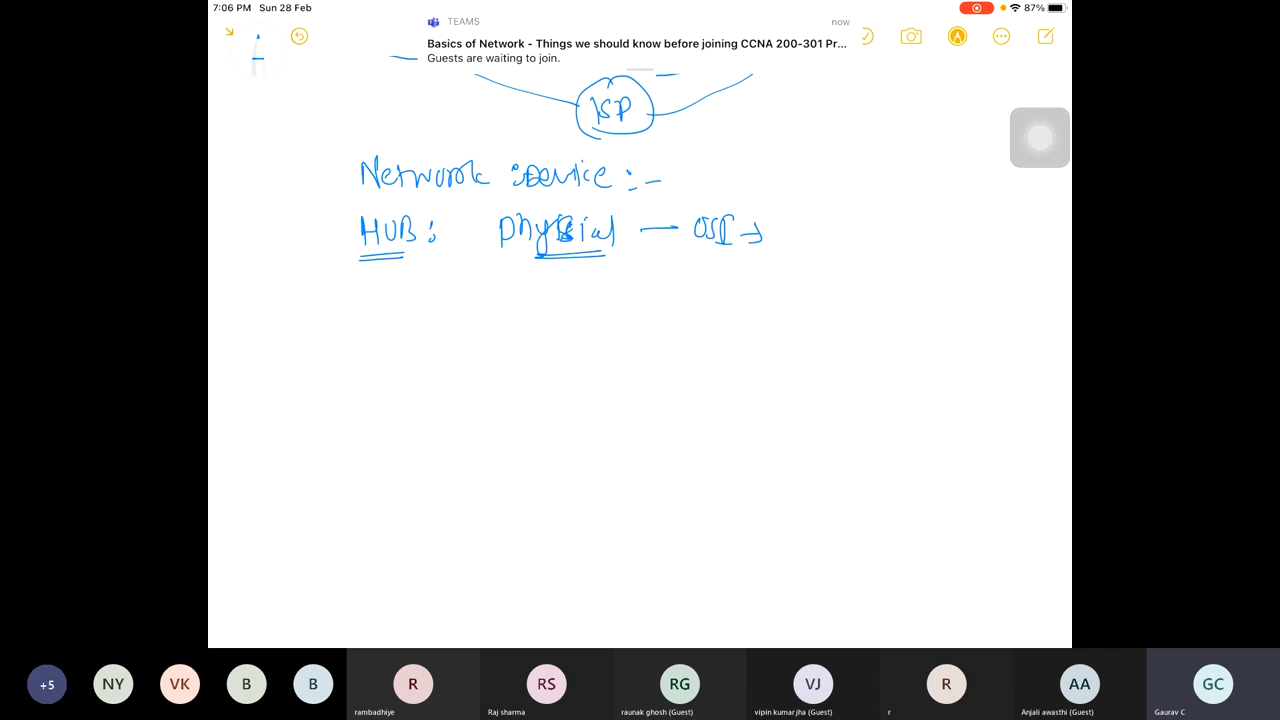 7:06 PM Sun 28 Feb
87%
TEAMS
now
Basics of Network - Things we should know before joining CCNA 200-301 Pr...
Guests are waiting to join.
ISP
Network :Device :-
HUB: Physical — OSI →
+5
NY
VK
B
B
R
RS
RG
VJ
R
AA
GC
rambadhiye
Raj sharma
raunak ghosh (Guest)
vipin kumar jha (Guest)
r
Anjali awasthi (Guest)
Gaurav C